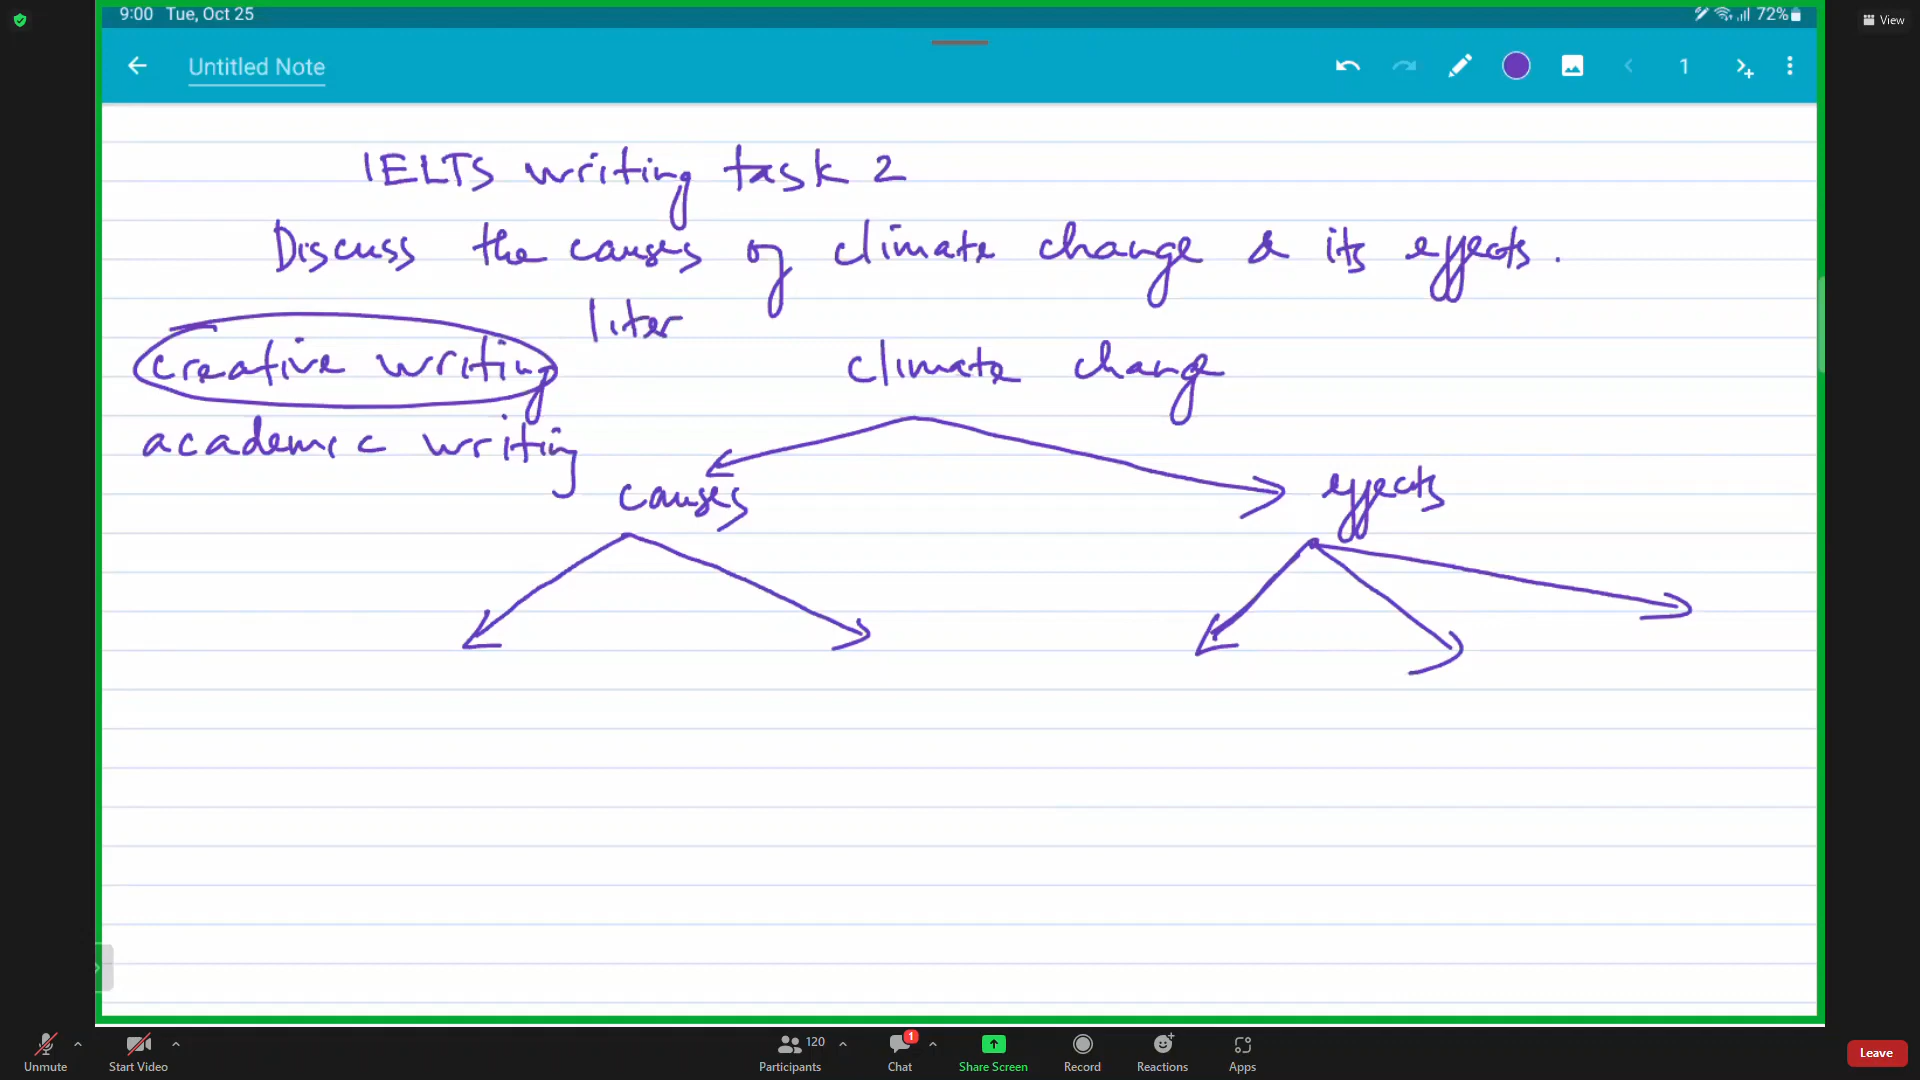 9:00 Tue, Oct 25
72%
View
Untitled Note
1
IELTS writing task 2
Discuss the causes of climate change & its effects.
liter
creative writing
climate change
academic writing
causes
effects
Unmute
Start Video
120
Participants
1
Chat
Share Screen
Record
Reactions
Apps
Leave